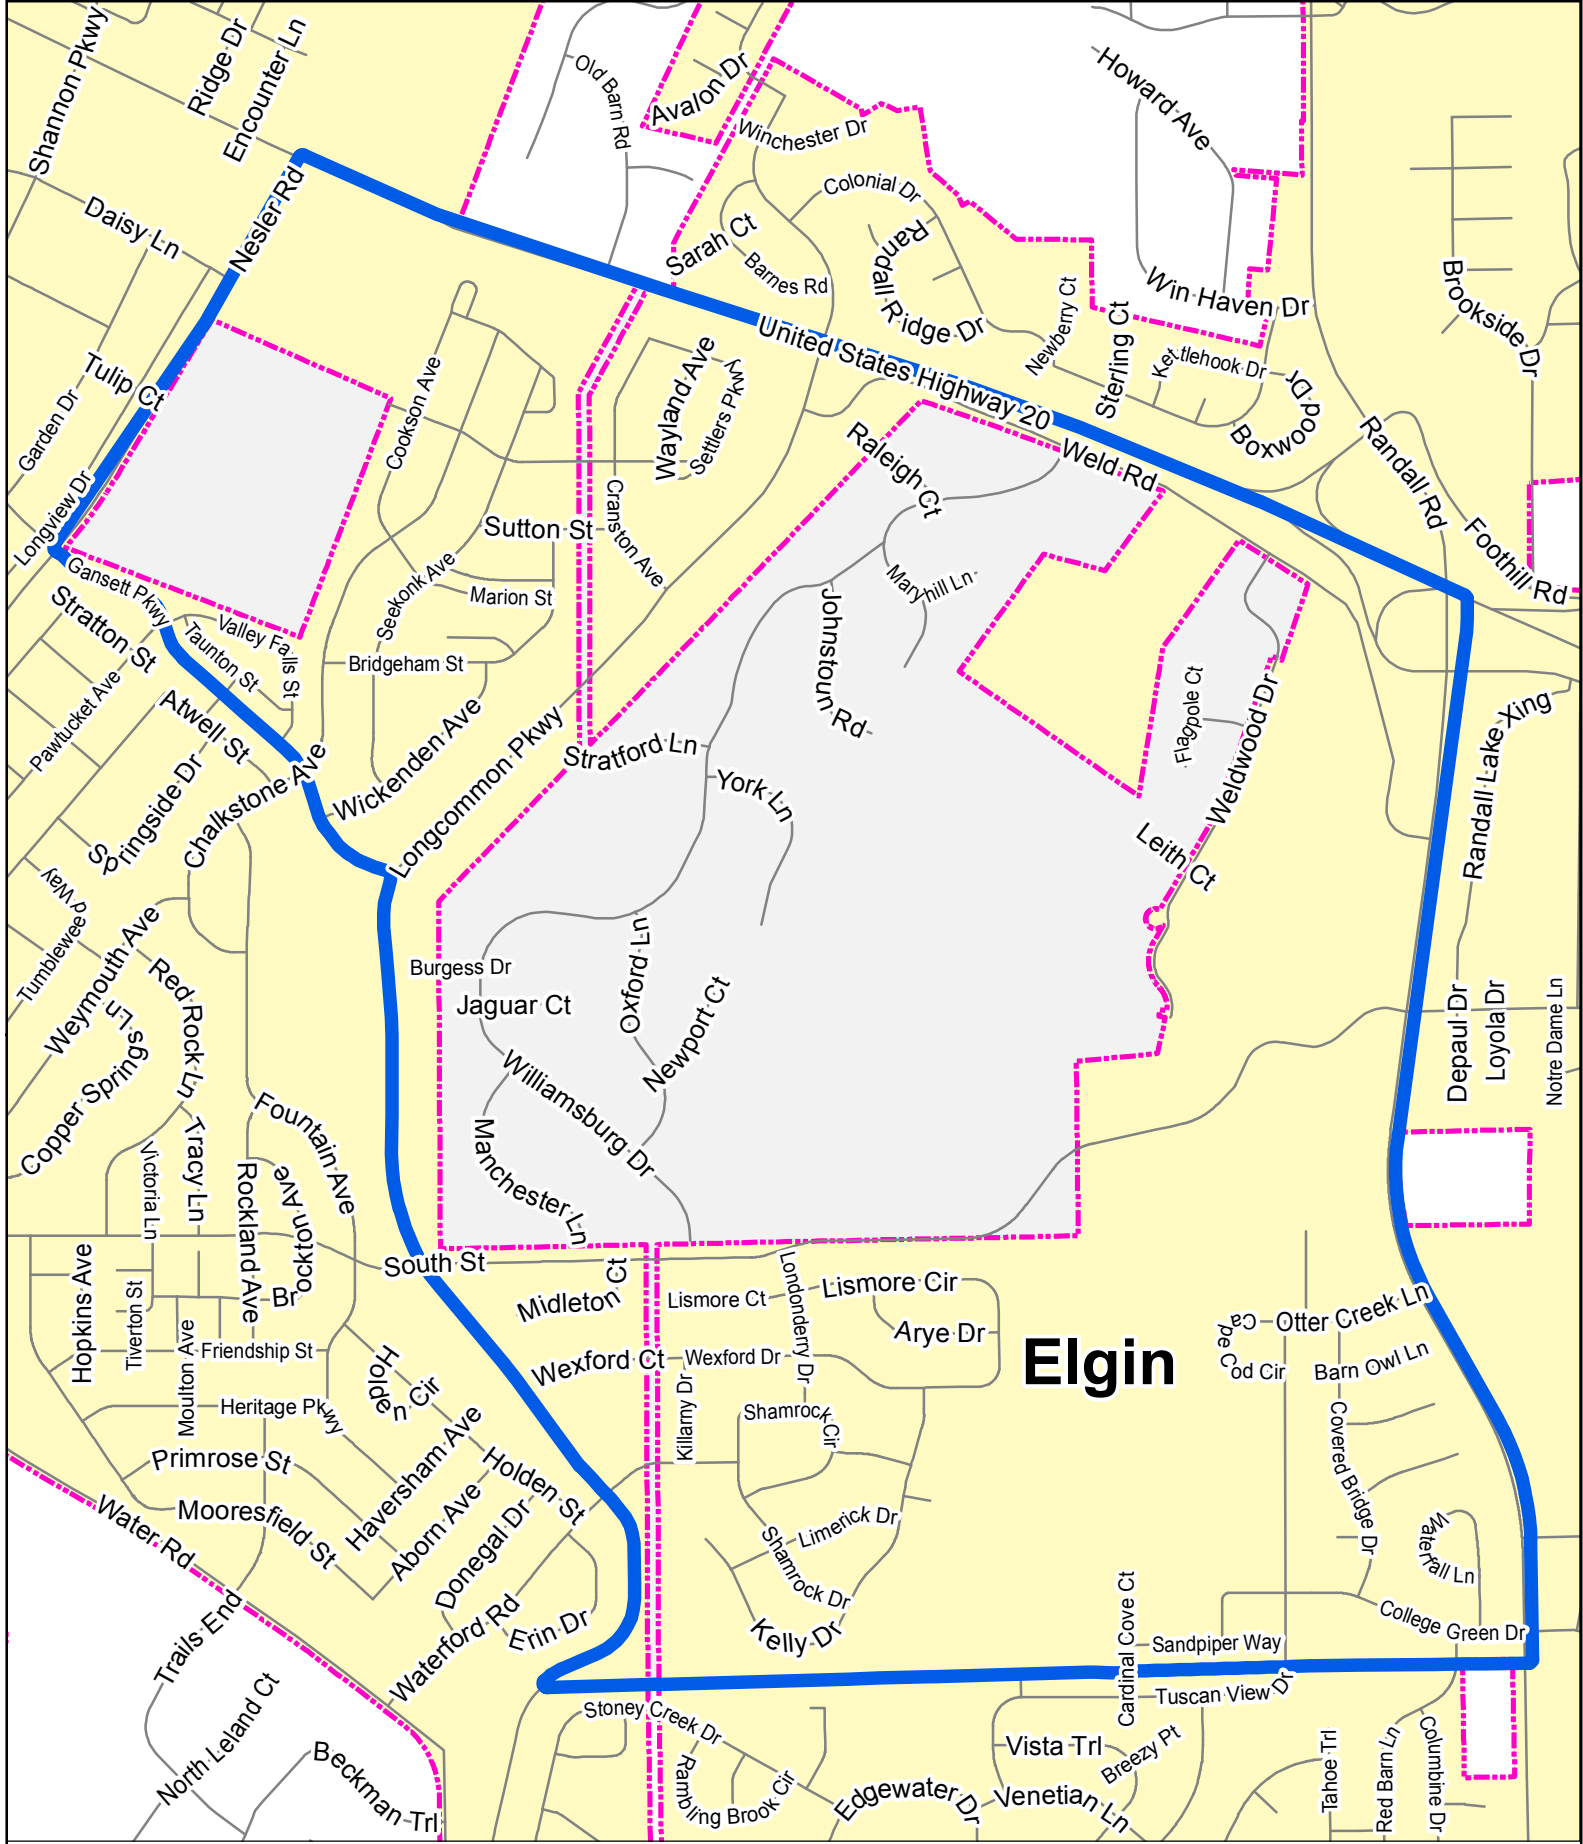 Shannon Pkwy
Ridge Dr
Encounter Ln
Old Barn Rd
Avalon Dr
Winchester Dr
Howard Ave
Colonial Dr
Daisy Ln
Nesler Rd
Sarah Ct
Barnes Rd
Randall Ridge Dr
Newberry Ct
Win Haven Dr
Brookside Dr
Tulip Ct
Garden Dr
Cookson Ave
Wayland Ave
Settlers Pkwy
United States Highway 20
Sterling Ct
Kettlehook Dr
Boxwood Dr
Randall Rd
Foothill Rd
Longview Dr
Raleigh Ct
Weld Rd
Sutton St
Cranston Ave
Gansett Pkwy
Seekonk Ave
Marion St
Maryhill Ln
Stratton St
Taunton St
Valley Falls St
Bridgeham St
Johnstoun Rd
Pawtucket Ave
Atwell St
Flagpole Ct
Weldwood Dr
Randall Lake Xing
Springside Dr
Chalkstone Ave
Wickenden Ave
Longcommon Pkwy
Stratford Ln
York Ln
Leith Ct
Tumbleweed Way
Weymouth Ave
Burgess Dr
Jaguar Ct
Oxford Ln
Newport Ct
Red Rock Ln
Copper Springs Ln
Depaul Dr
Loyola Dr
Notre Dame Ln
Williamsburg Dr
Manchester Ln
Fountain Ave
Victoria Ln
Tracy Ln
Rockland Ave
Brockton Ave
South St
Hopkins Ave
Tiverton St
Moulton Ave
Friendship St
Midleton Ct
Lismore Ct
Londonderry Dr
Lismore Cir
Arye Dr
Elgin
Cape Cod Cir
Otter Creek Ln
Barn Owl Ln
Wexford Ct
Wexford Dr
Killarny Dr
Holden Cir
Heritage Pkwy
Shamrock Cir
Covered Bridge Dr
Primrose St
Haversham Ave
Holden St
Mooresfield St
Aborn Ave
Donegal Dr
Limerick Dr
Shamrock Dr
Waterfall Ln
Water Rd
Trails End
Waterford Rd
Erin Dr
Kelly Dr
Cardinal Cove Ct
Sandpiper Way
College Green Dr
North Leland Ct
Stoney Creek Dr
Tuscan View Dr
Beckman Trl
Rambling Brook Cir
Vista Trl
Breezy Pt
Edgewater Dr
Venetian Ln
Tahoe Trl
Red Barn Ln
Columbine Dr